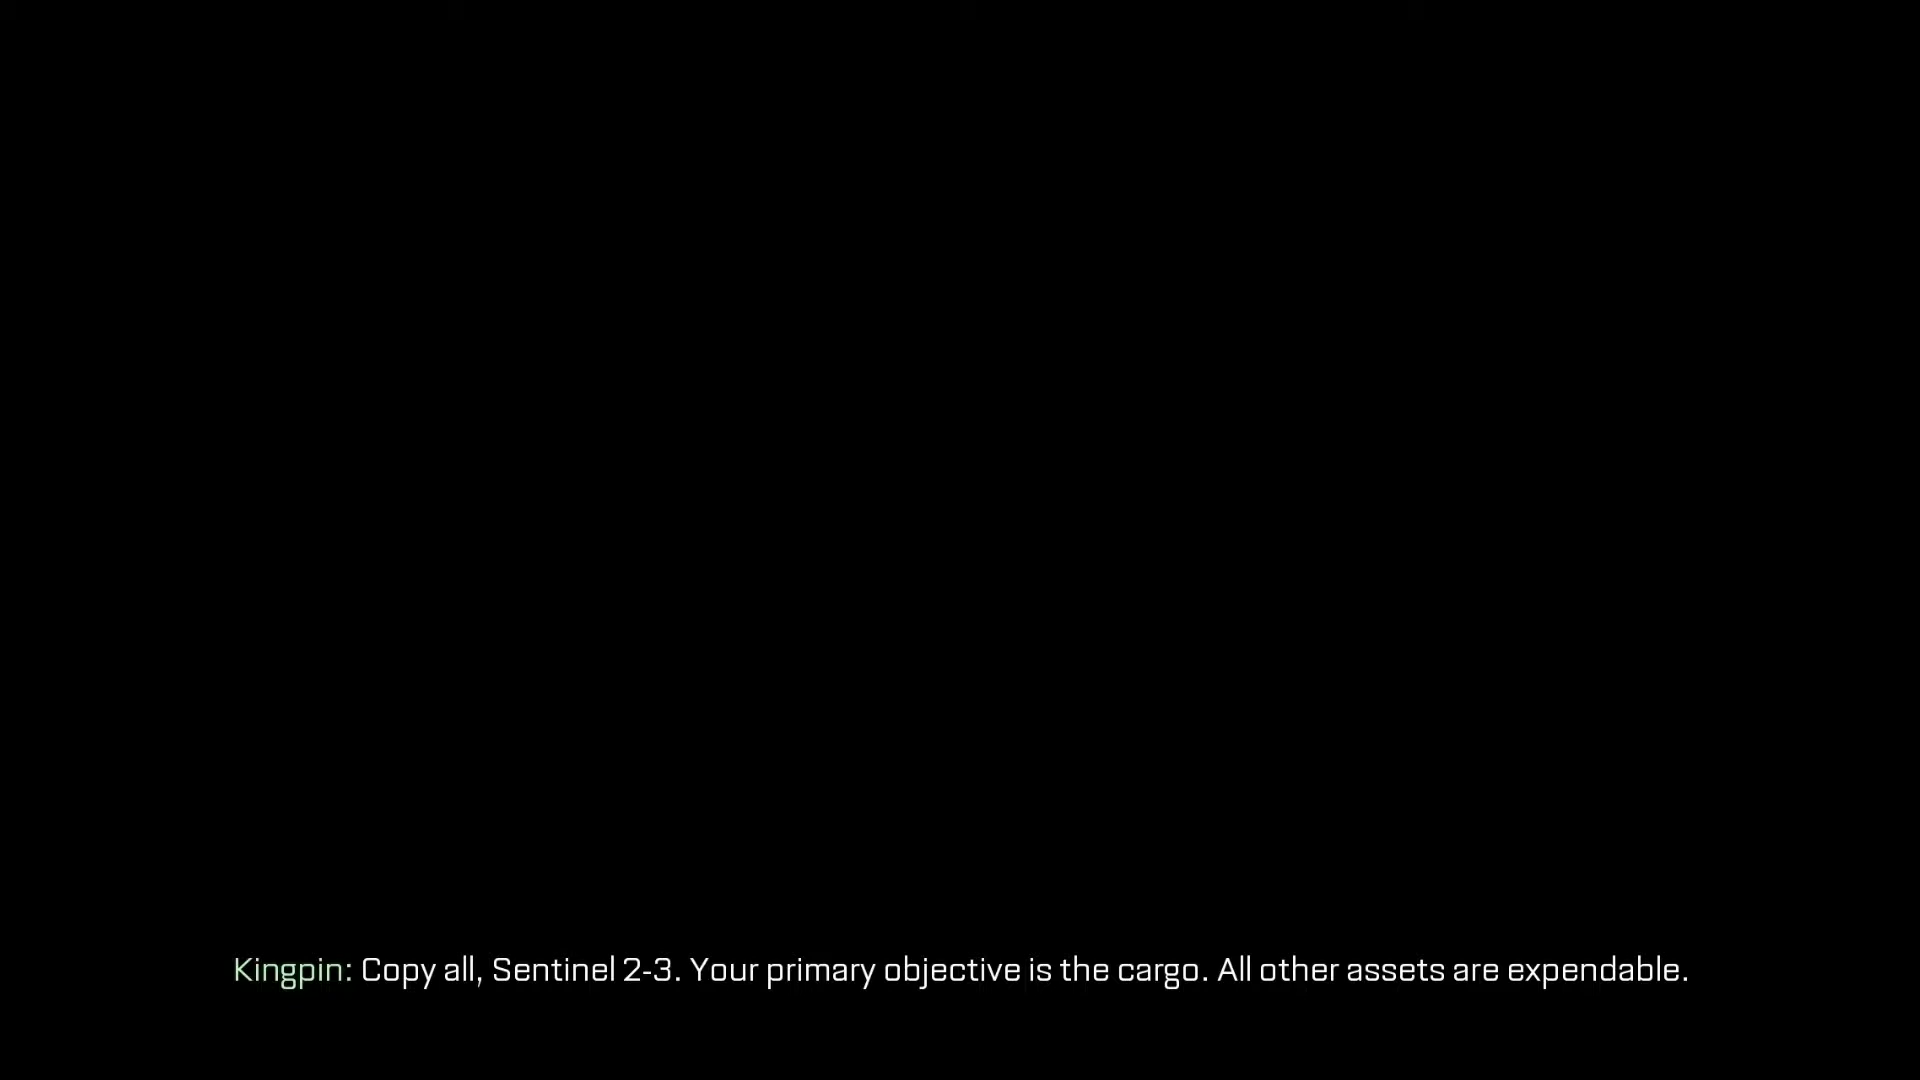 Kingpin: Copy all, Sentinel 2-3. Your primary objective is the cargo. All other assets are expendable.